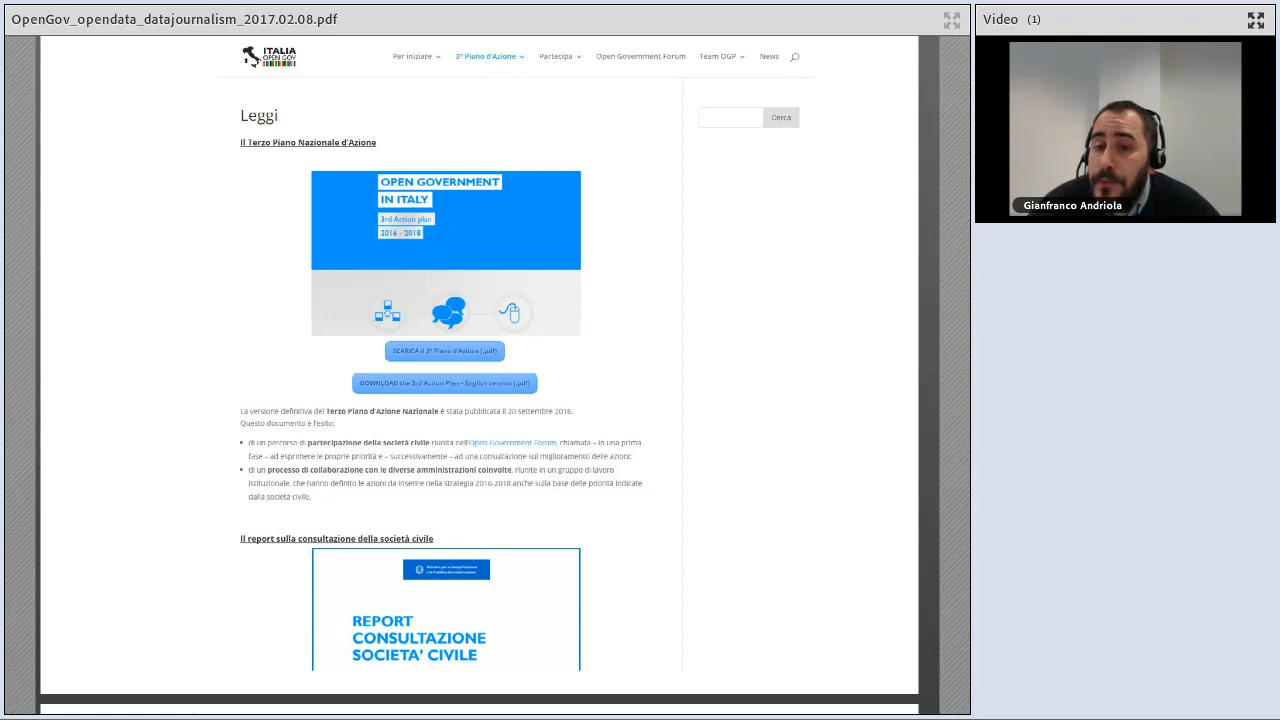 OpenGov_opendata_datajournalism_2017.02.08.pdf
Video (1)
ITALIA
OPEN GOV
Per iniziare 3° Piano d'Azione Partecipa Open Government Forum Team OGP News
Leggi
Cerca
Il Terzo Piano Nazionale d'Azione
OPEN GOVERNMENT
IN ITALY
3rd Action plan
2016 - 2018
SCARICA il 3° Piano d'Azione (.pdf)
DOWNLOAD the 3rd Action Plan – English version (.pdf)
La versione definitiva del Terzo Piano d'Azione Nazionale è stata pubblicata il 20 settembre 2016.
Questo documento è l'esito:
di un percorso di partecipazione della società civile riunita nell'Open Government Forum, chiamata – in una prima
fase – ad esprimere le proprie priorità e – successivamente – ad una consultazione sul miglioramento delle azioni;
di un processo di collaborazione con le diverse amministrazioni coinvolte, riunite in un gruppo di lavoro
istituzionale, che hanno definito le azioni da inserire nella strategia 2016-2018 anche sulla base delle priorità indicate
dalla società civile.
Il report sulla consultazione della società civile
Ministro per la Semplificazione
e la Pubblica Amministrazione
REPORT
CONSULTAZIONE
SOCIETA' CIVILE
Gianfranco Andriola